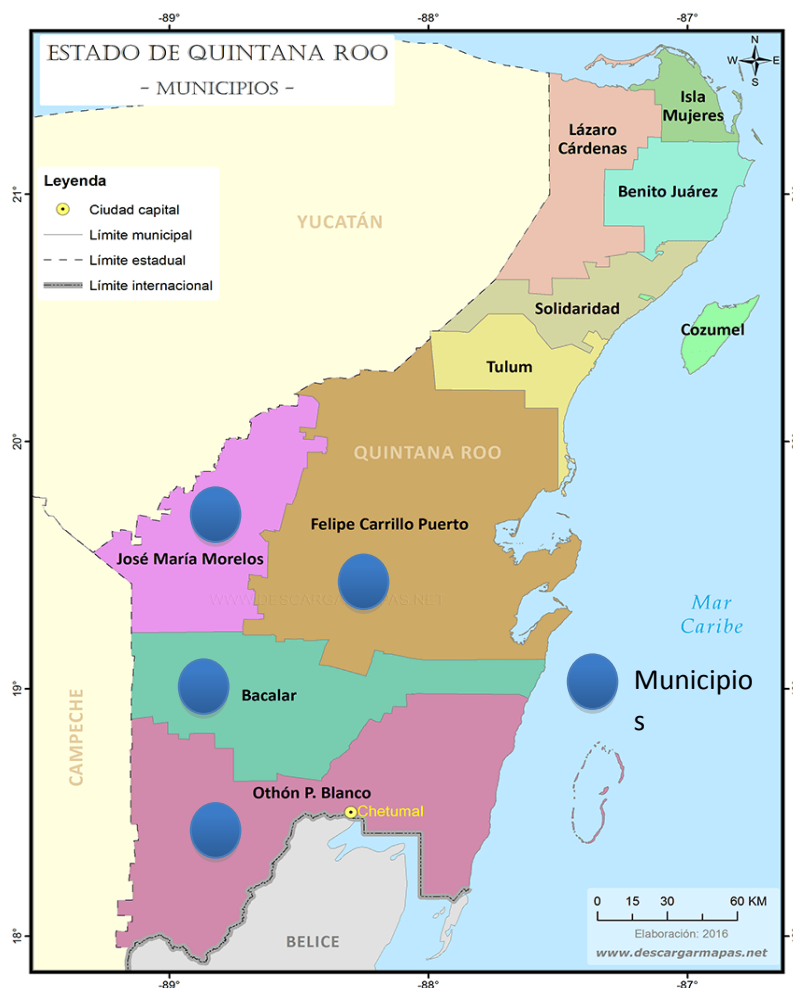 -89°
-88°
-87°
ESTADO DE QUINTANA ROO
- MUNICIPIOS -
N
W E
S
Isla
Mujeres
Lázaro
Cárdenas
Leyenda
Ciudad capital
Límite municipal
Límite estadual
Límite internacional
21°
Benito Juárez
YUCATÁN
Solidaridad
Cozumel
Tulum
20°
QUINTANA ROO
Felipe Carrillo Puerto
José María Morelos
WWW.DESCARGARMAPAS.NET
Mar
Caribe
19°
Municipio
s
Bacalar
CAMPECHE
Othón P. Blanco
Chetumal
0 15 30 60 KM
Elaboración: 2016
www.descargarmapas.net
18°
BELICE
-89°
-88°
-87°